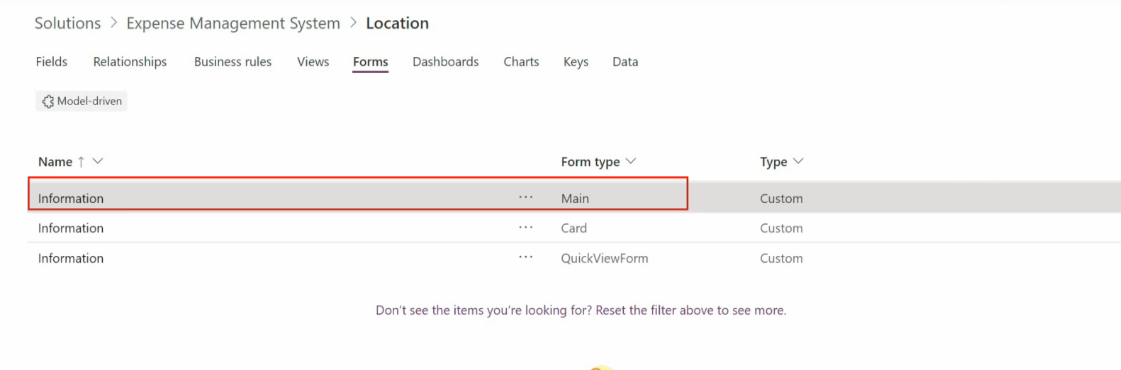 Solutions > Expense Management System > Location
Fields Relationships Business rules Views Forms Dashboards Charts Keys Data
Model-driven
Name ↑ Form type Type
Information ··· Main Custom
Information ··· Card Custom
Information ··· QuickViewForm Custom
Don't see the items you're looking for? Reset the filter above to see more.